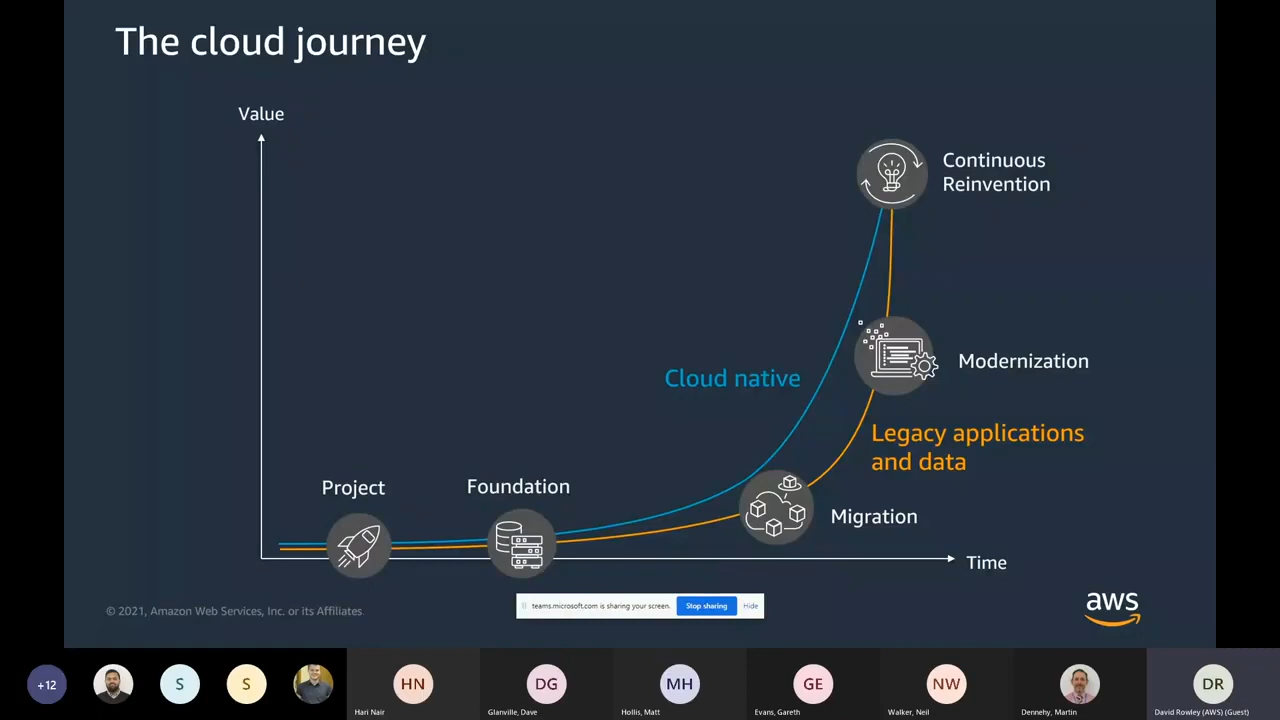 The cloud journey
Value
Continuous
Reinvention
Cloud native
Modernization
Legacy applications
and data
Project
Foundation
Migration
Time
© 2021, Amazon Web Services, Inc. or its Affiliates.
teams.microsoft.com is sharing your screen.
Stop sharing
Hide
aws
+12
S
S
HN
DG
MH
GE
NW
DR
Hari Nair
Glanville, Dave
Hollis, Matt
Evans, Gareth
Walker, Neil
Dennehy, Martin
David Rowley (AWS) (Guest)